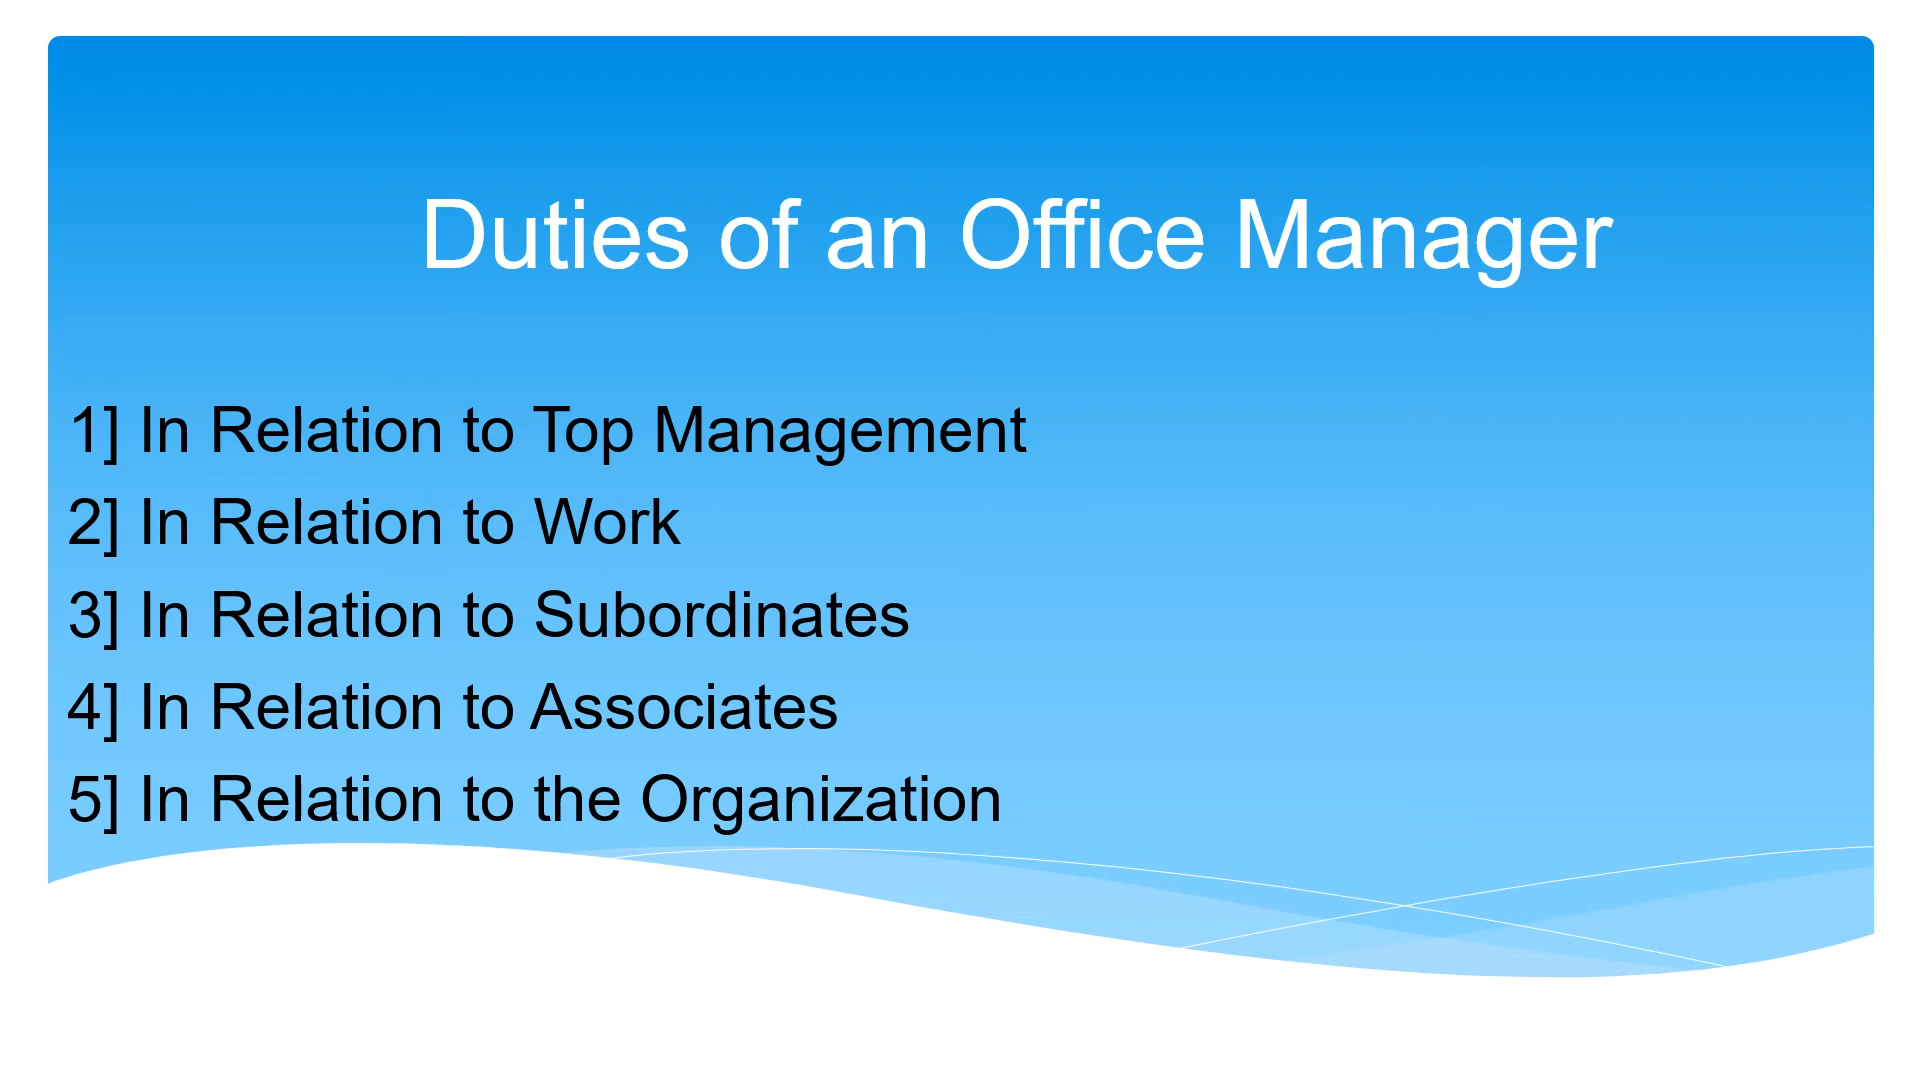 Duties of an Office Manager
1] In Relation to Top Management
2] In Relation to Work
3] In Relation to Subordinates
4] In Relation to Associates
5] In Relation to the Organization